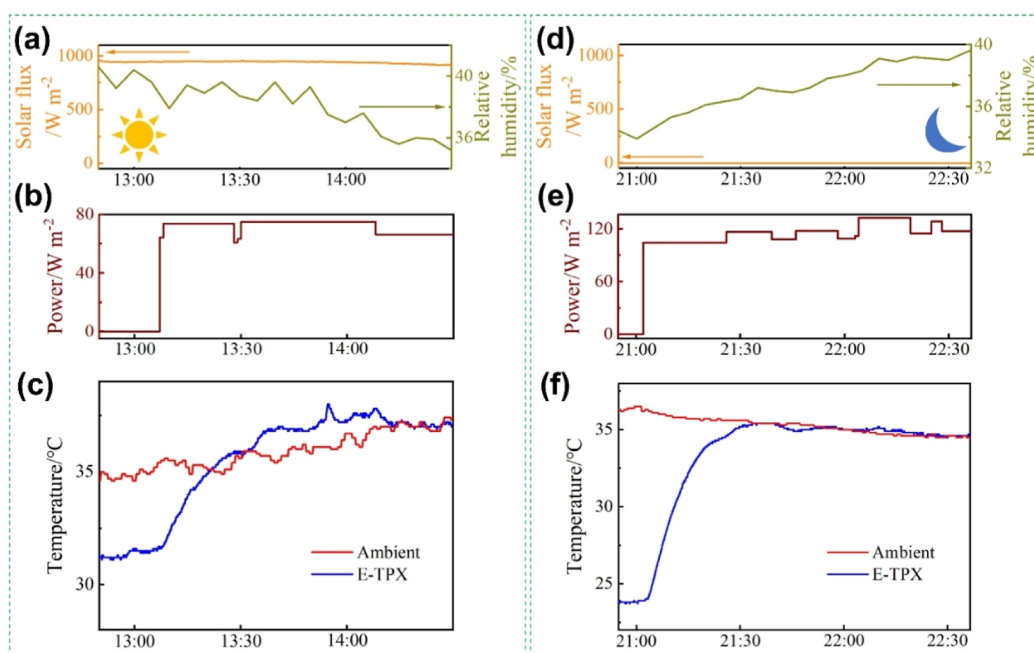 (a)
Solar flux
/W m-2
1000
500
0
40
36
Relative
humidity/%
13:00
13:30
14:00
(b)
Power/W m-2
80
40
0
13:00
13:30
14:00
(c)
Temperature/°C
35
30
Ambient
E-TPX
13:00
13:30
14:00
(d)
Solar flux
/W m-2
1000
500
0
40
36
32
Relative
humidity/%
21:00
21:30
22:00
22:30
(e)
Power/W m-2
120
60
0
21:00
21:30
22:00
22:30
(f)
Temperature/°C
35
25
Ambient
E-TPX
21:00
21:30
22:00
22:30